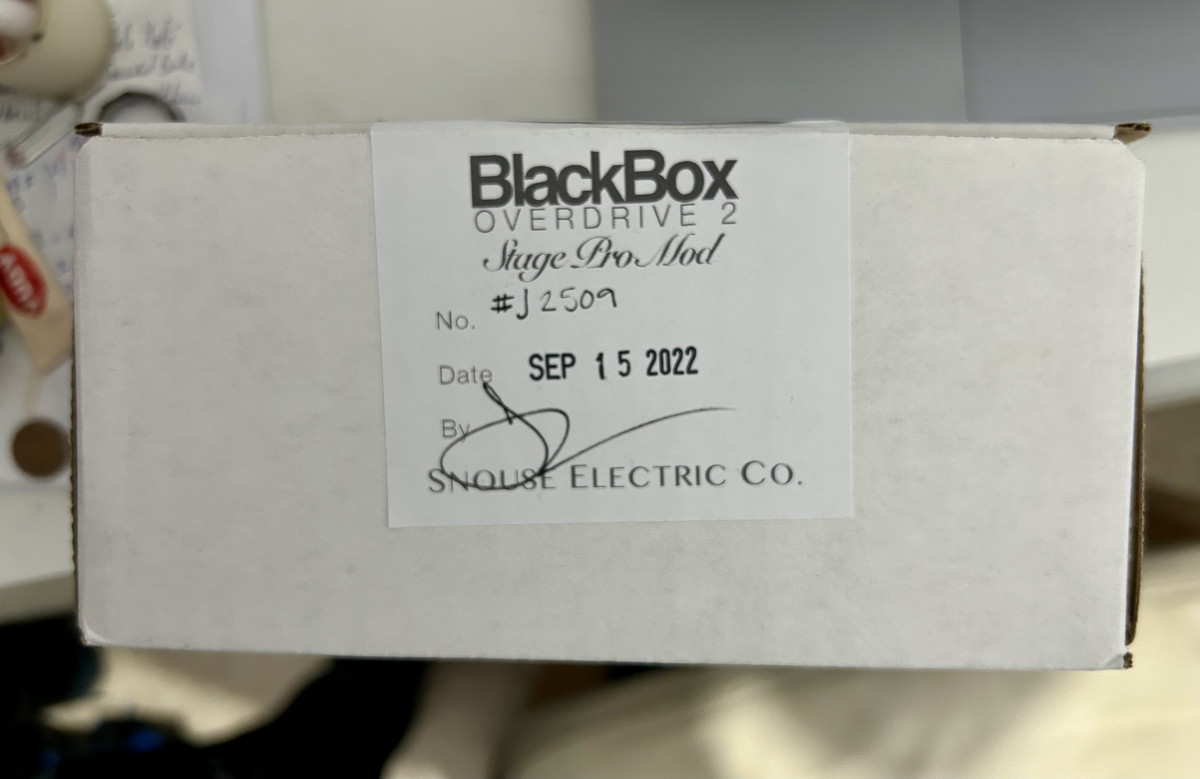 BlackBox
OVERDRIVE 2
Stage Pro Mod
No. #J2509
Date SEP 15 2022
By
SNOUSE ELECTRIC CO.